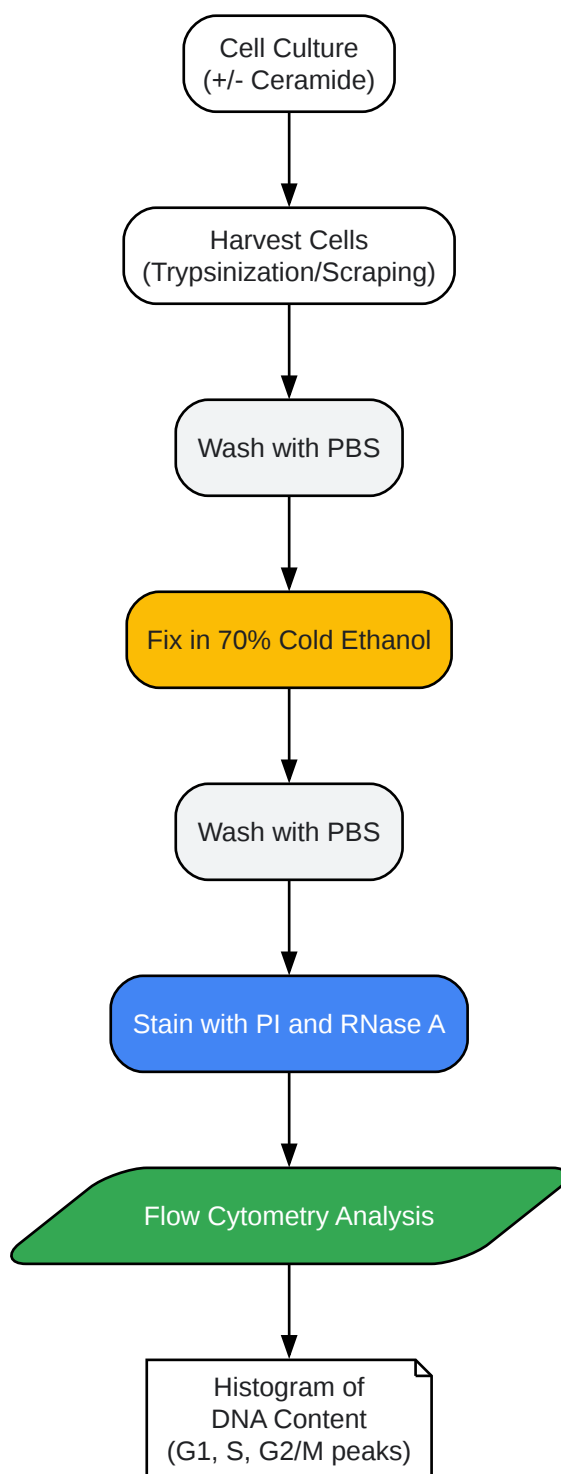 Cell Culture
(+/- Ceramide)
Harvest Cells
(Trypsinization/Scraping)
Wash with PBS
Fix in 70% Cold Ethanol
Wash with PBS
Stain with PI and RNase A
Flow Cytometry Analysis
Histogram of
DNA Content
(G1, S, G2/M peaks)